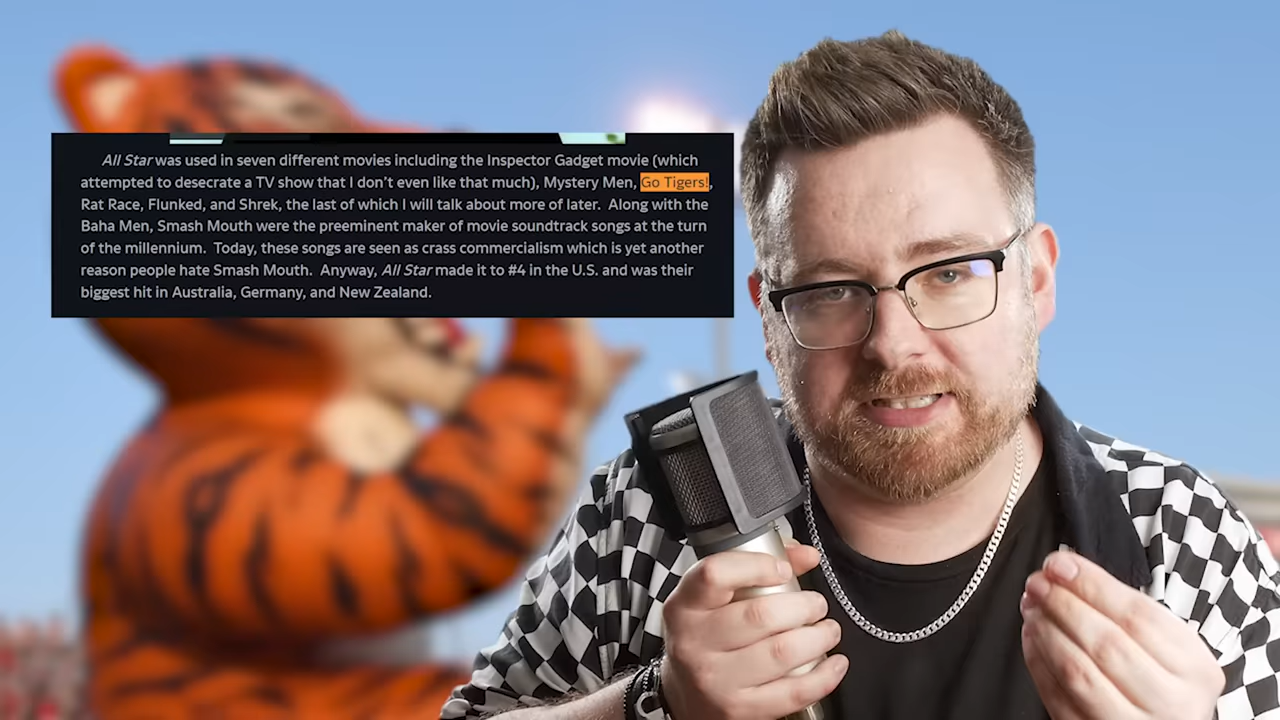 All Star was used in seven different movies including the Inspector Gadget movie (which
attempted to desecrate a TV show that I don't even like that much), Mystery Men, Go Tigers!,
Rat Race, Flunked, and Shrek, the last of which I will talk about more of later.  Along with the
Baha Men, Smash Mouth were the preeminent maker of movie soundtrack songs at the turn
of the millennium.  Today, these songs are seen as crass commercialism which is yet another
reason people hate Smash Mouth.  Anyway, All Star made it to #4 in the U.S. and was their
biggest hit in Australia, Germany, and New Zealand.